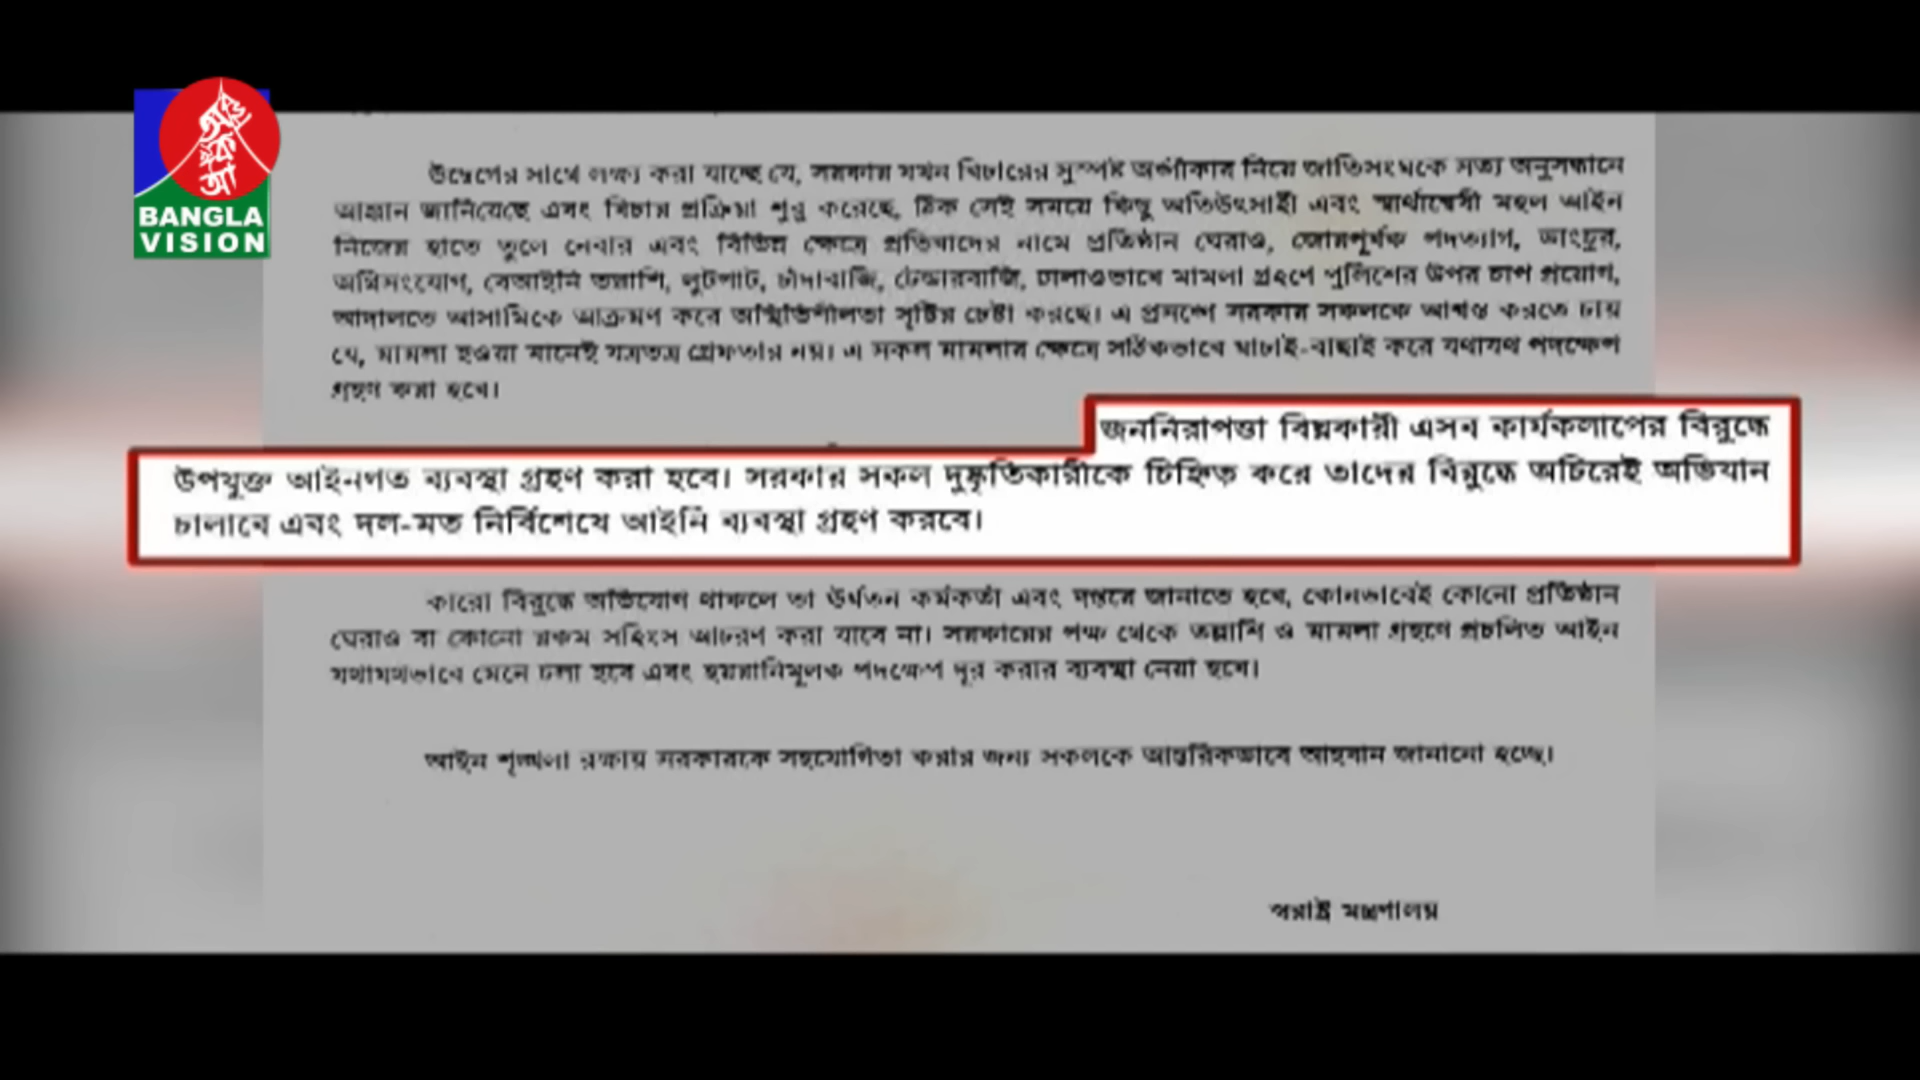 BANGLA
VISION
উদ্বেগের সাথে লক্ষ্য করা যাচ্ছে যে, সরকার যখন বিচারের সুস্পষ্ট অঙ্গীকার নিয়ে জাতিসংঘকে সত্য অনুসন্ধানে
আহ্বান জানিয়েছে এবং বিচার প্রক্রিয়া শুরু করেছে, ঠিক সেই সময়ে কিছু অতিউৎসাহী এবং স্বার্থান্বেষী মহল আইন
নিজের হাতে তুলে নেবার এবং বিভিন্ন ক্ষেত্রে প্রতিবাদের নামে প্রতিষ্ঠান ঘেরাও, জোরপূর্বক পদত্যাগ, ভাংচুর,
অগ্নিসংযোগ, বেআইনি তল্লাশি, লুটপাট, চাঁদাবাজি, টেন্ডারবাজি, ঢালাওভাবে মামলা গ্রহণে পুলিশের উপর চাপ প্রয়োগ,
আদালতে আসামিকে আক্রমণ করে অস্থিতিশীলতা সৃষ্টির চেষ্টা করছে। এ প্রসঙ্গে সরকার সকলকে আশ্বস্ত করতে চায়
যে, মামলা হওয়া মানেই যত্রতত্র গ্রেফতার নয়। এ সকল মামলার ক্ষেত্রে সঠিকভাবে যাচাই-বাছাই করে যথাযথ পদক্ষেপ
গ্রহণ করা হবে।
জননিরাপত্তা বিঘ্নকারী এসব কার্যকলাপের বিরুদ্ধে
উপযুক্ত আইনগত ব্যবস্থা গ্রহণ করা হবে। সরকার সকল দুষ্কৃতিকারীকে চিহ্নিত করে তাদের বিরুদ্ধে অচিরেই অভিযান
চালাবে এবং দল-মত নির্বিশেষে আইনি ব্যবস্থা গ্রহণ করবে।
কারো বিরুদ্ধে অভিযোগ থাকলে তা ঊর্ধতন কর্মকর্তা এবং দপ্তরে জানাতে হবে, কোনভাবেই কোনো প্রতিষ্ঠান
ঘেরাও বা কোনো রকম সহিংস আচরণ করা যাবে না। সরকারের পক্ষ থেকে তল্লাশি ও মামলা গ্রহণে প্রচলিত আইন
যথাযথভাবে মেনে চলা হবে এবং হয়রানিমূলক পদক্ষেপ দূর করার ব্যবস্থা নেয়া হবে।
আইন শৃঙ্খলা রক্ষায় সরকারকে সহযোগিতা করার জন্য সকলকে আন্তরিকভাবে আহবান জানানো হচ্ছে।
স্বরাষ্ট্র মন্ত্রণালয়